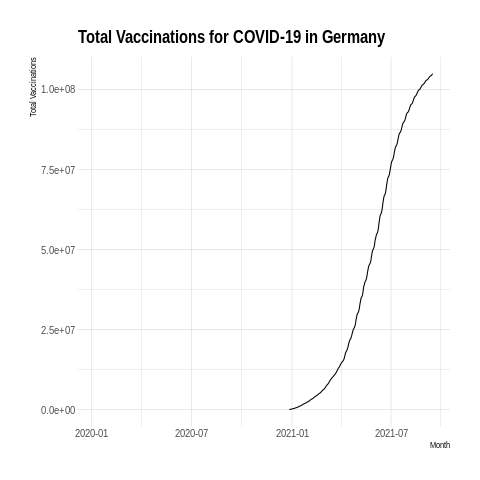 Total Vaccinations for COVID-19 in Germany
Total Vaccinations
1.0e+08
7.5e+07
5.0e+07
2.5e+07
0.0e+00
2020-01
2020-07
2021-01
2021-07
Month